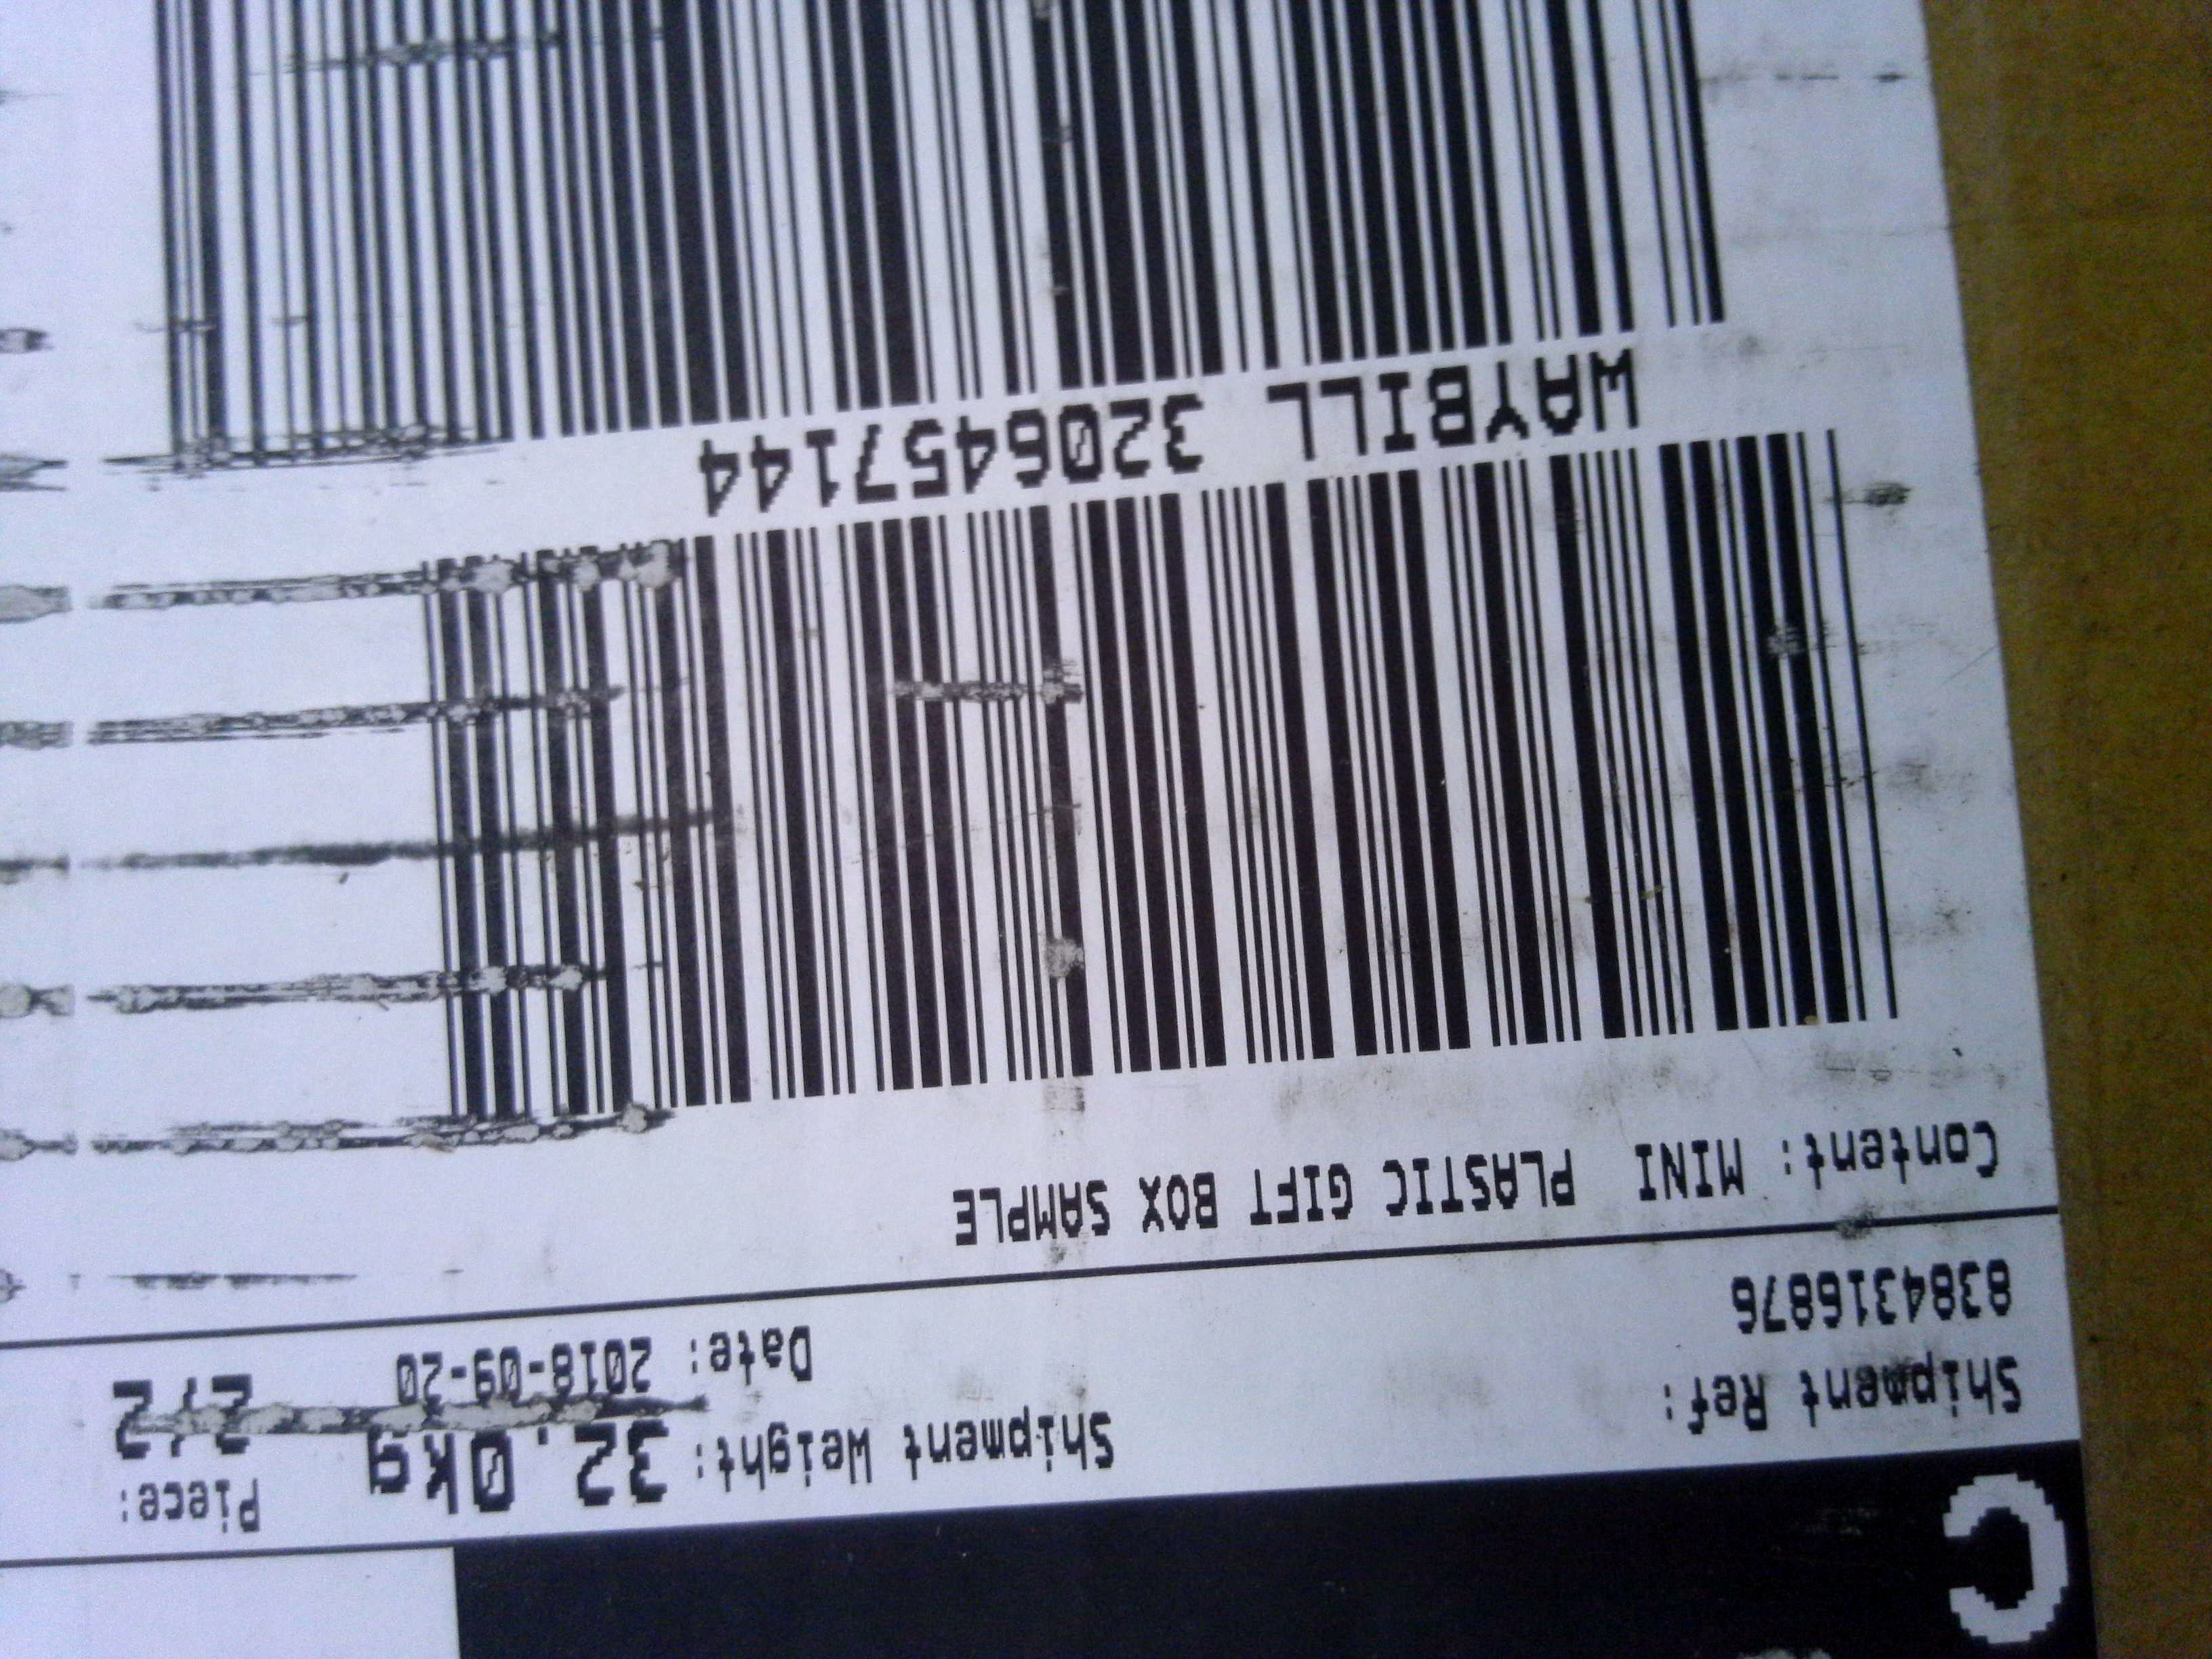 C
Shipment Ref: Shipment Weight: 32.0kg Piece:
8384316876 Date: 2018-09-20 2/2
Content: MINI PLASTIC GIFT BOX SAMPLE
WAYBILL 3206457144